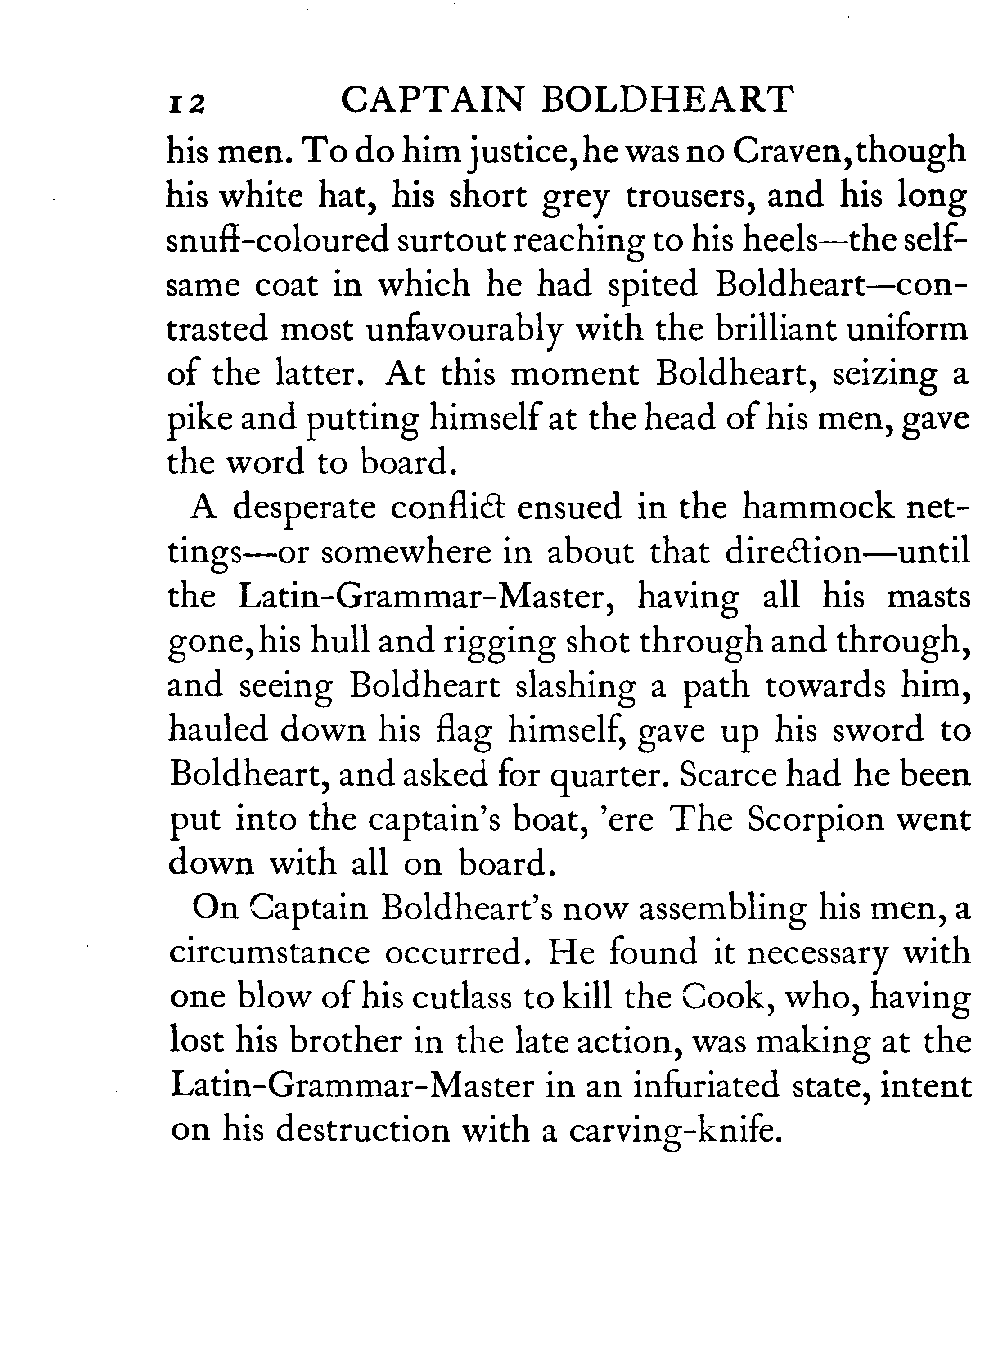 12 CAPTAIN BOLDHEART
his men. To do him justice, he was no Craven, though
his white hat, his short grey trousers, and his long
snuff-coloured surtout reaching to his heels—the self-
same coat in which he had spited Boldheart—con-
trasted most unfavourably with the brilliant uniform
of the latter. At this moment Boldheart, seizing a
pike and putting himself at the head of his men, gave
the word to board.
A desperate conflict ensued in the hammock net-
tings—or somewhere in about that direction—until
the Latin-Grammar-Master, having all his masts
gone, his hull and rigging shot through and through,
and seeing Boldheart slashing a path towards him,
hauled down his flag himself, gave up his sword to
Boldheart, and asked for quarter. Scarce had he been
put into the captain's boat, 'ere The Scorpion went
down with all on board.
On Captain Boldheart's now assembling his men, a
circumstance occurred. He found it necessary with
one blow of his cutlass to kill the Cook, who, having
lost his brother in the late action, was making at the
Latin-Grammar-Master in an infuriated state, intent
on his destruction with a carving-knife.